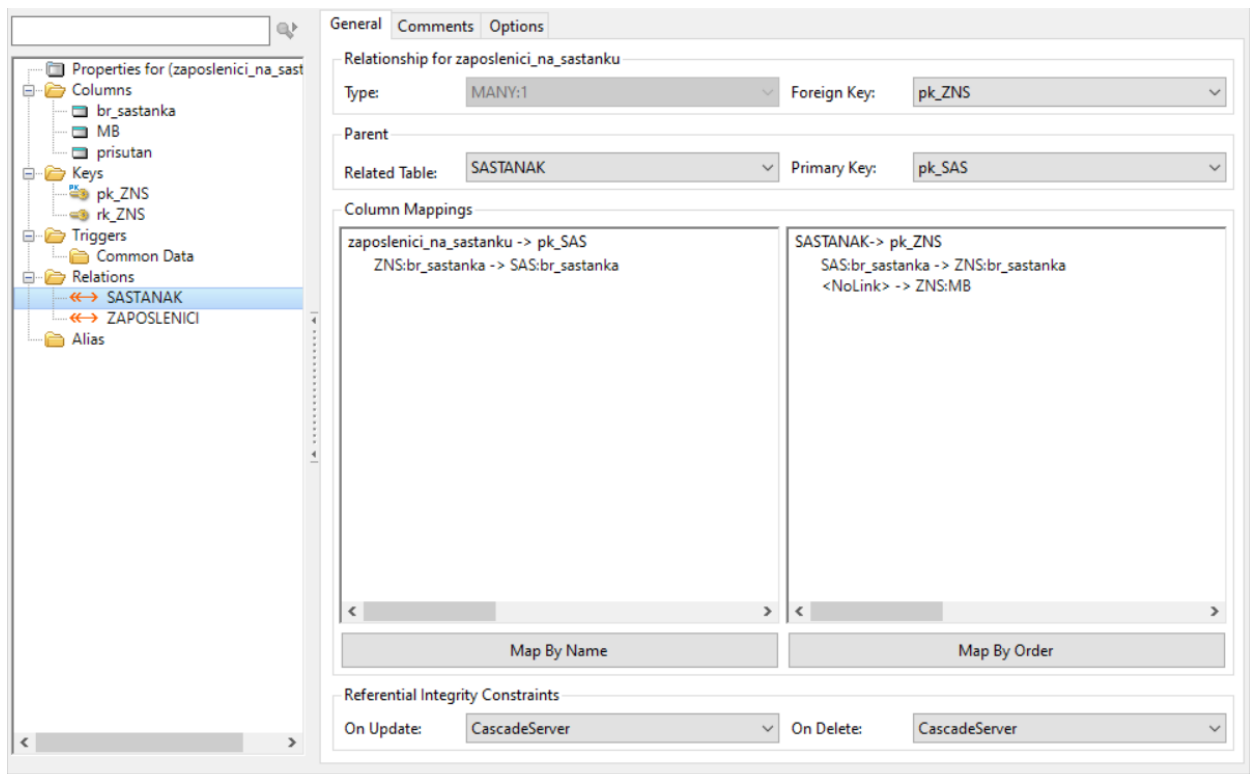 General Comments Options
Properties for (zaposlenici_na_sast
Columns
br_sastanka
MB
prisutan
Keys
pk_ZNS
rk_ZNS
Triggers
Common Data
Relations
SASTANAK
ZAPOSLENICI
Alias
Relationship for zaposlenici_na_sastanku
Type: MANY:1 Foreign Key: pk_ZNS
Parent
Related Table: SASTANAK Primary Key: pk_SAS
Column Mappings
zaposlenici_na_sastanku -> pk_SAS
ZNS:br_sastanka -> SAS:br_sastanka
SASTANAK-> pk_ZNS
SAS:br_sastanka -> ZNS:br_sastanka
<NoLink> -> ZNS:MB
Map By Name Map By Order
Referential Integrity Constraints
On Update: CascadeServer On Delete: CascadeServer